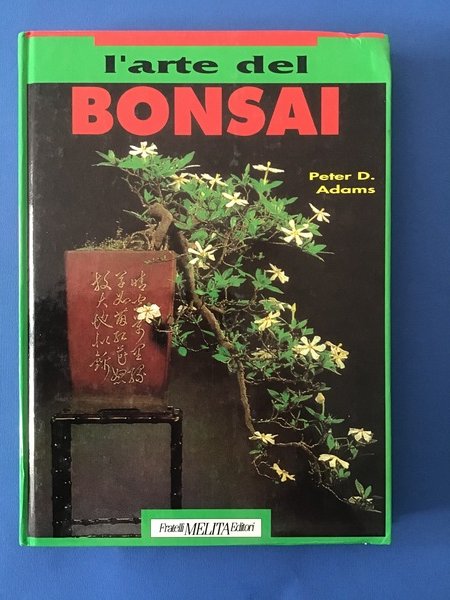 l'arte del
BONSAI
Peter D.
Adams
Fratelli MELITA Editori